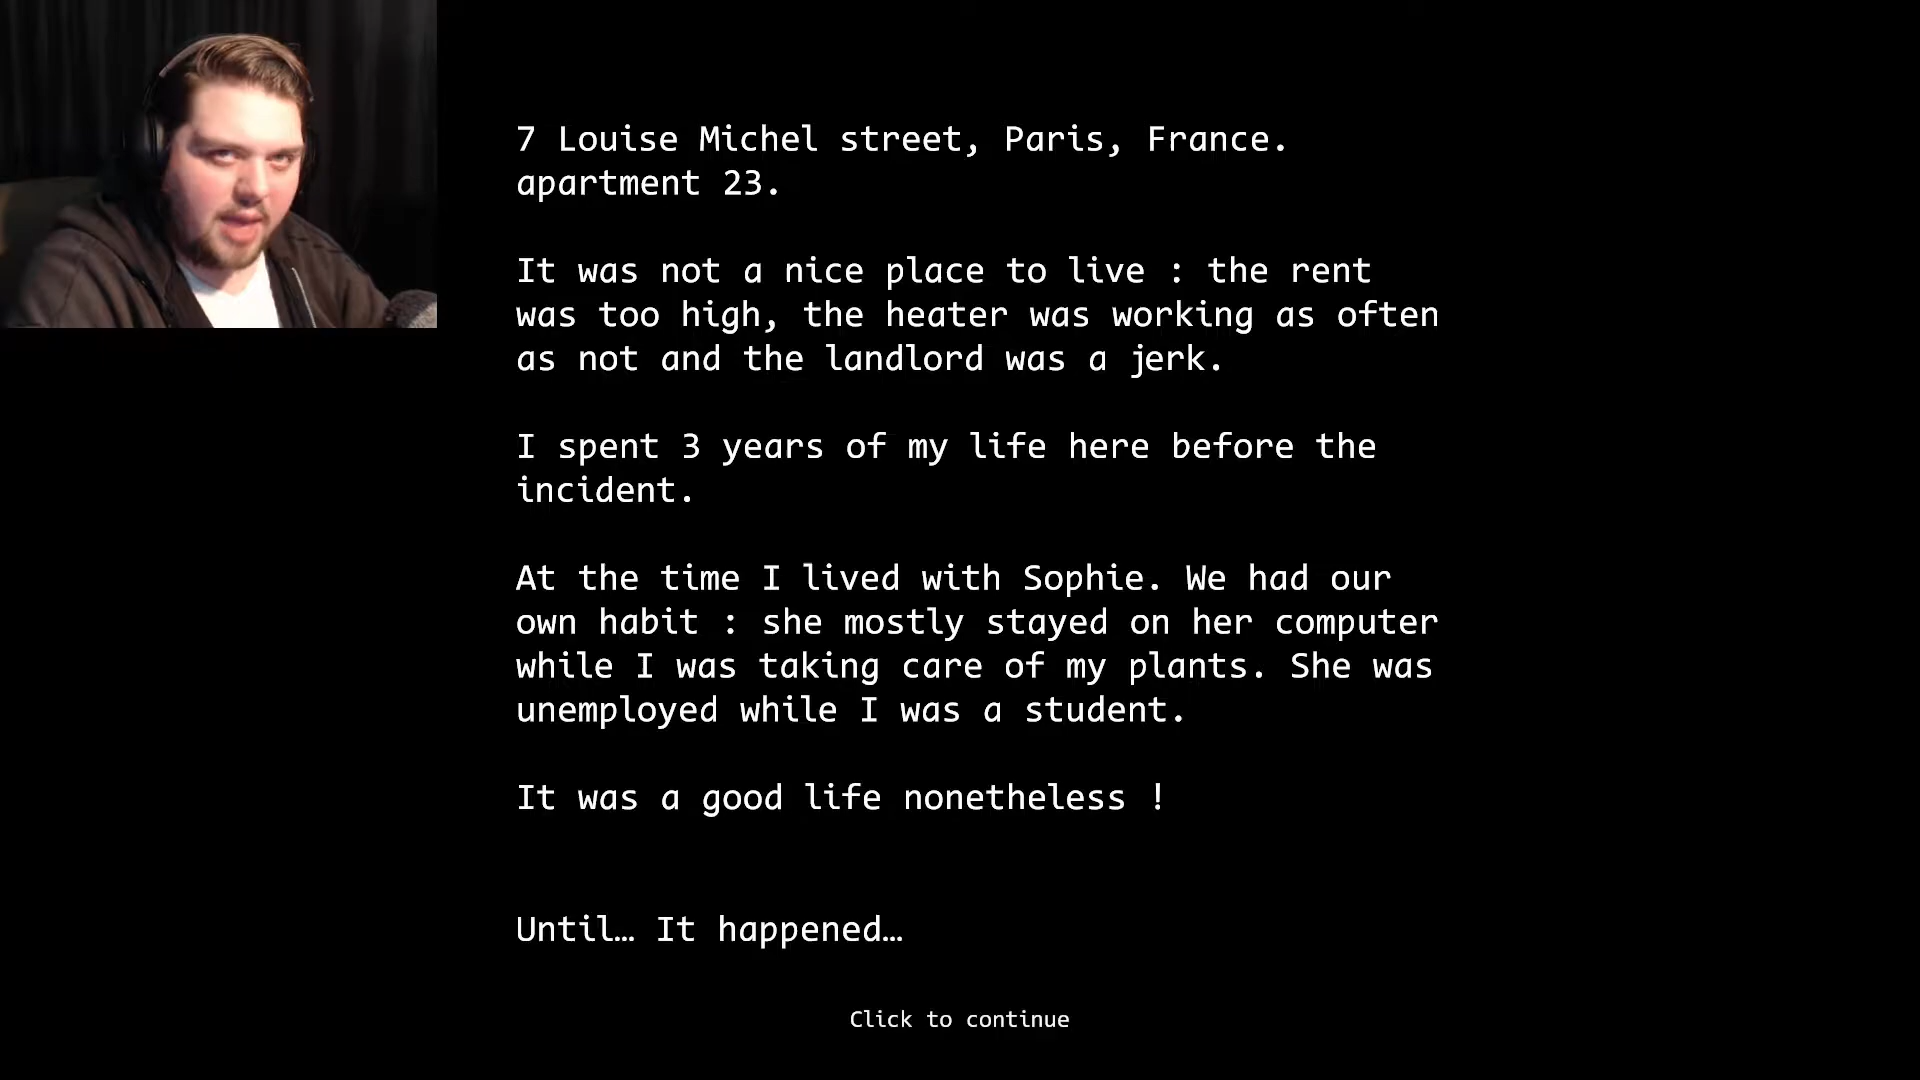 7 Louise Michel street, Paris, France.
apartment 23.
It was not a nice place to live : the rent
was too high, the heater was working as often
as not and the landlord was a jerk.
I spent 3 years of my life here before the
incident.
At the time I lived with Sophie. We had our
own habit : she mostly stayed on her computer
while I was taking care of my plants. She was
unemployed while I was a student.
It was a good life nonetheless !
Until… It happened…
Click to continue